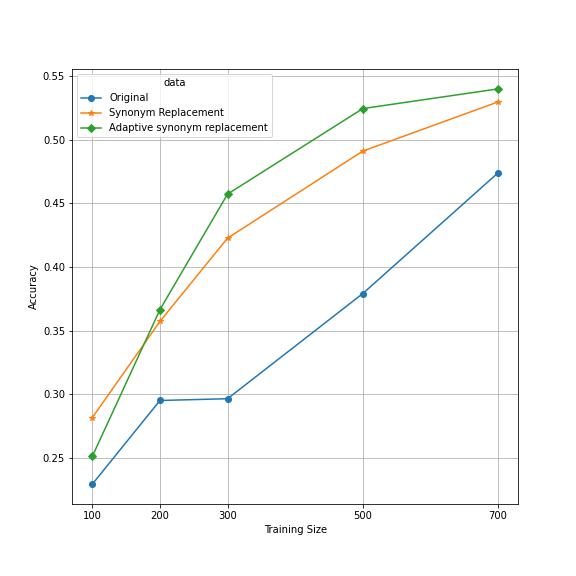 0.55
0.50
0.45
0.40
0.35
0.30
0.25
Accuracy
data
Original
Synonym Replacement
Adaptive synonym replacement
100 200 300 500 700
Training Size